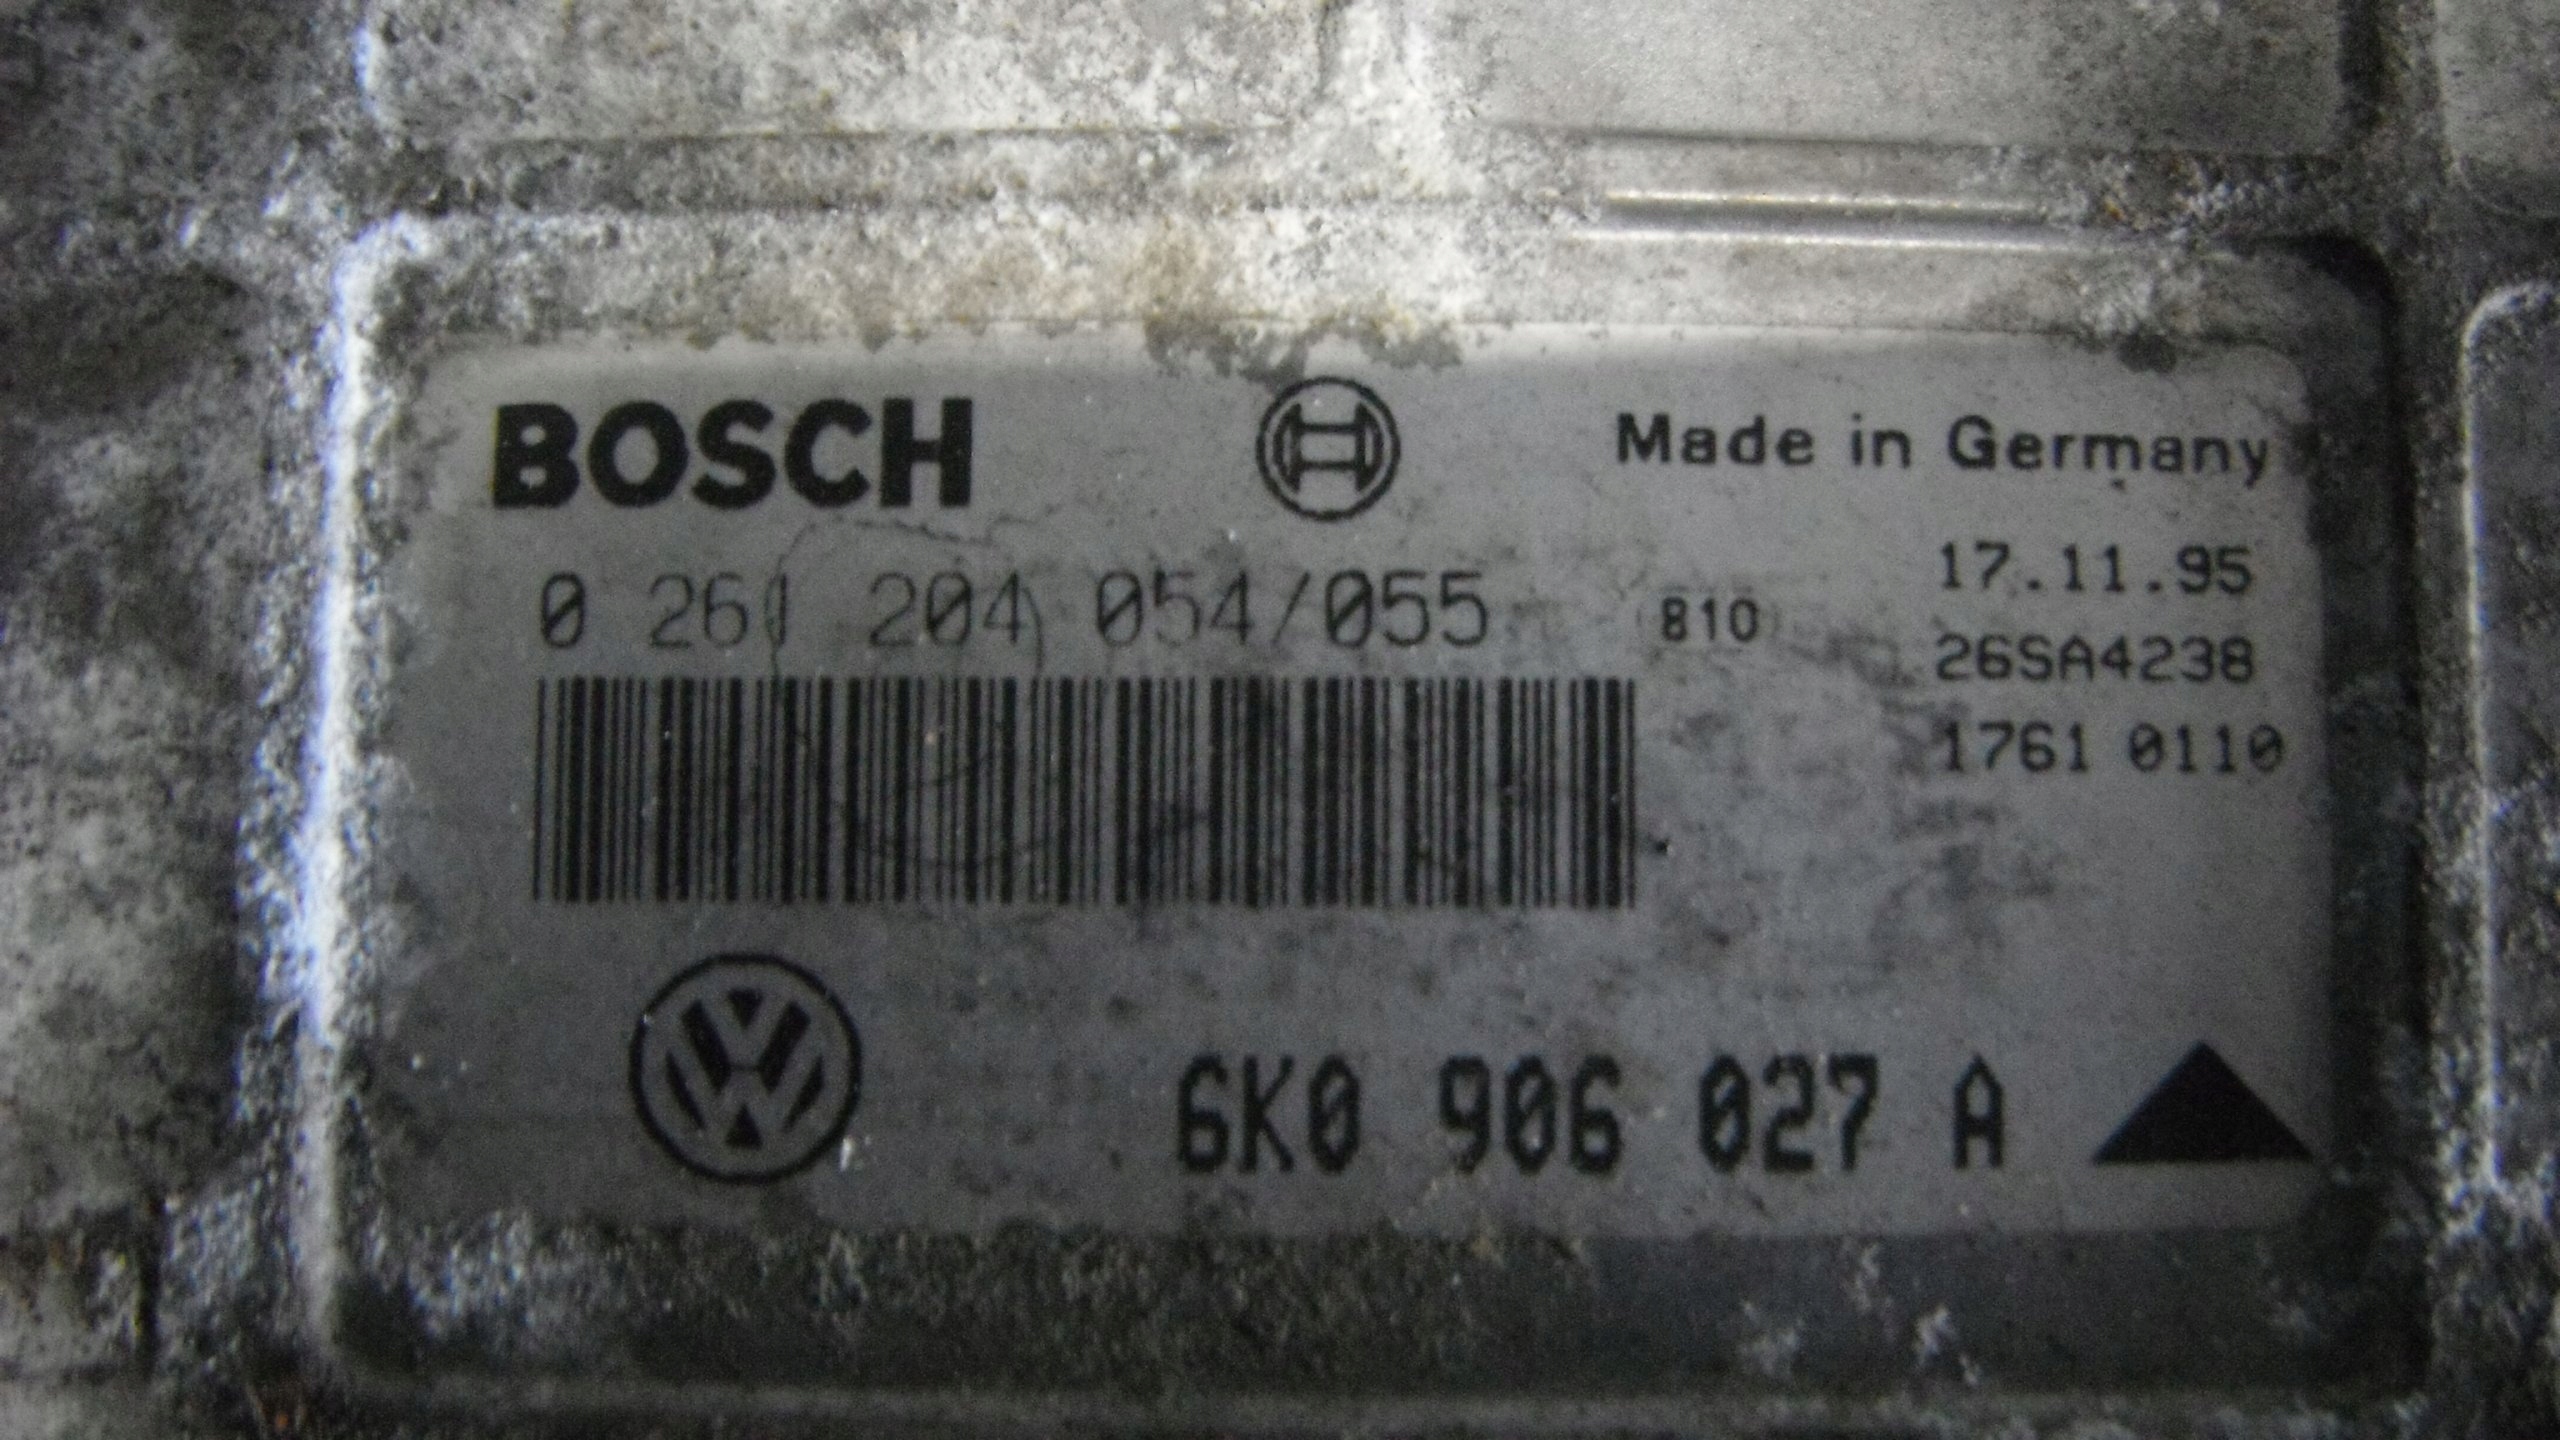 BOSCH Made in Germany
0 261 204 054/055 810 17.11.95
26SA4238
1761 0110
6K0 906 027 A